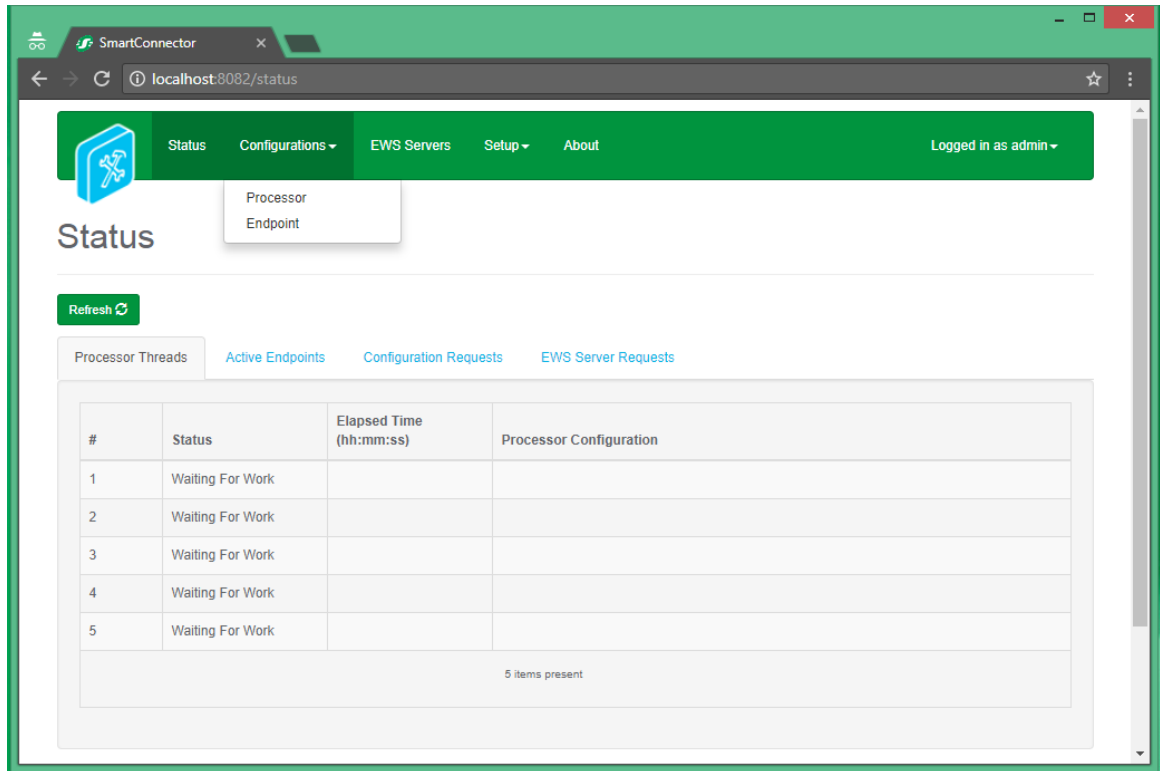 SmartConnector
localhost:8082/status
Status Configurations EWS Servers Setup About Logged in as admin
Processor
Endpoint
Status
Refresh
Processor Threads Active Endpoints Configuration Requests EWS Server Requests
# Status Elapsed Time (hh:mm:ss) Processor Configuration
1 Waiting For Work
2 Waiting For Work
3 Waiting For Work
4 Waiting For Work
5 Waiting For Work
5 items present